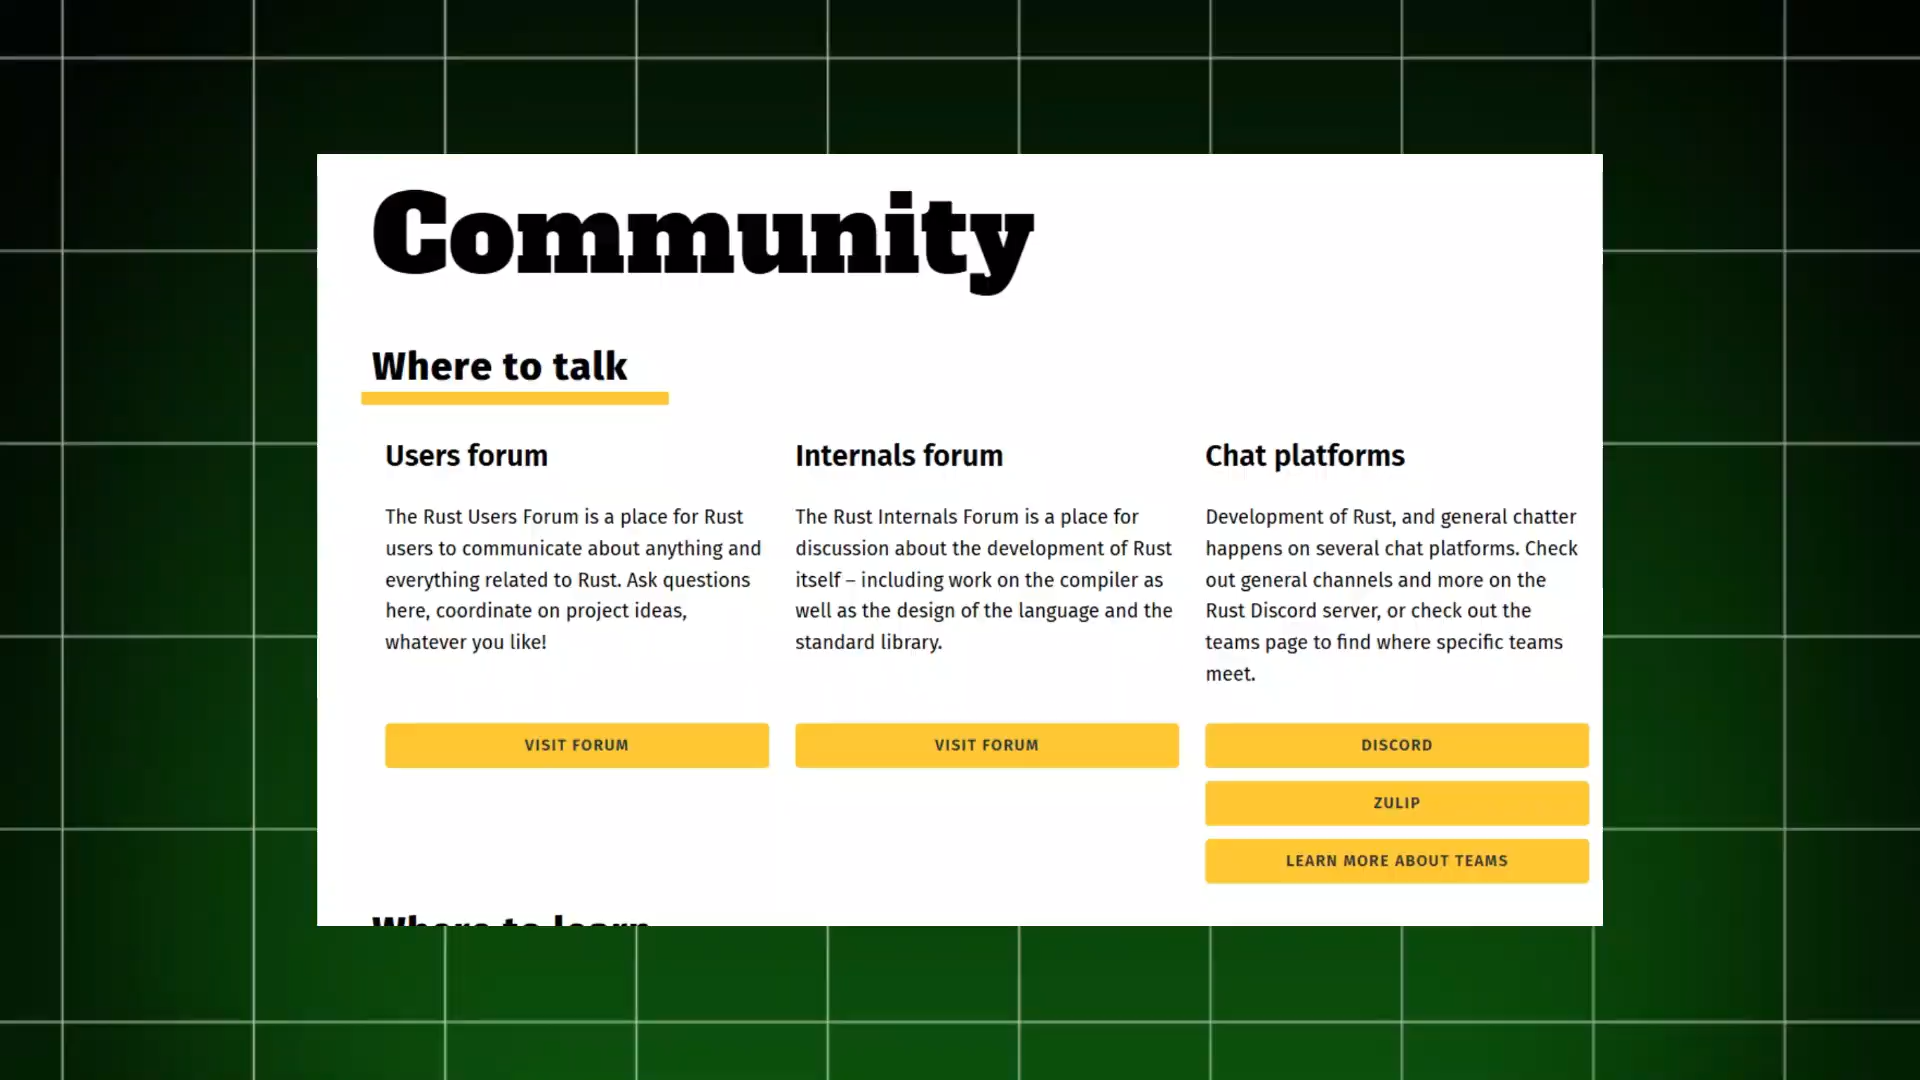 Community
Where to talk
Users forum
The Rust Users Forum is a place for Rust
users to communicate about anything and
everything related to Rust. Ask questions
here, coordinate on project ideas,
whatever you like!
VISIT FORUM
Internals forum
The Rust Internals Forum is a place for
discussion about the development of Rust
itself – including work on the compiler as
well as the design of the language and the
standard library.
VISIT FORUM
Chat platforms
Development of Rust, and general chatter
happens on several chat platforms. Check
out general channels and more on the
Rust Discord server, or check out the
teams page to find where specific teams
meet.
DISCORD
ZULIP
LEARN MORE ABOUT TEAMS
Where to learn